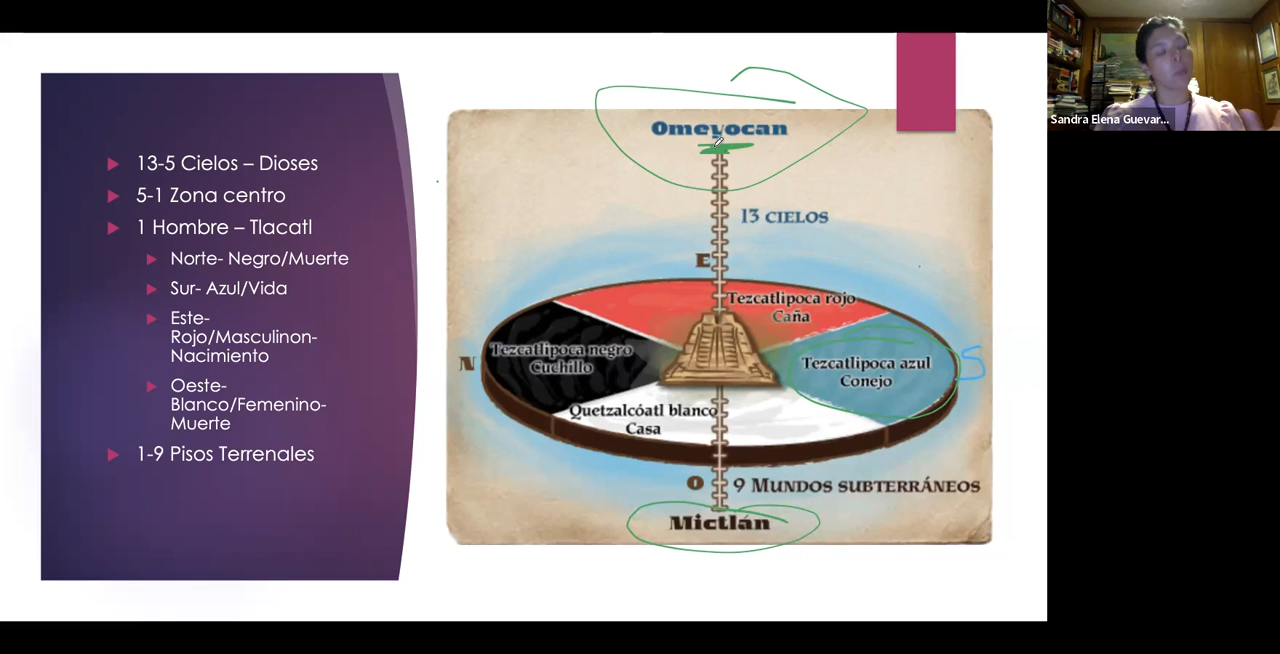 13-5 Cielos – Dioses
5-1 Zona centro
1 Hombre – Tlacatl
Norte- Negro/Muerte
Sur- Azul/Vida
Este-
Rojo/Masculinon-
Nacimiento
Oeste-
Blanco/Femenino-
Muerte
1-9 Pisos Terrenales
Omeyocan
13 CIELOS
E
Tezcatlipoca rojo
Caña
N
Tezcatlipoca negro
Cuchillo
Tezcatlipoca azul
Conejo
S
Quetzalcóatl blanco
Casa
O
9 MUNDOS SUBTERRÁNEOS
Mictlán
Sandra Elena Guevar...